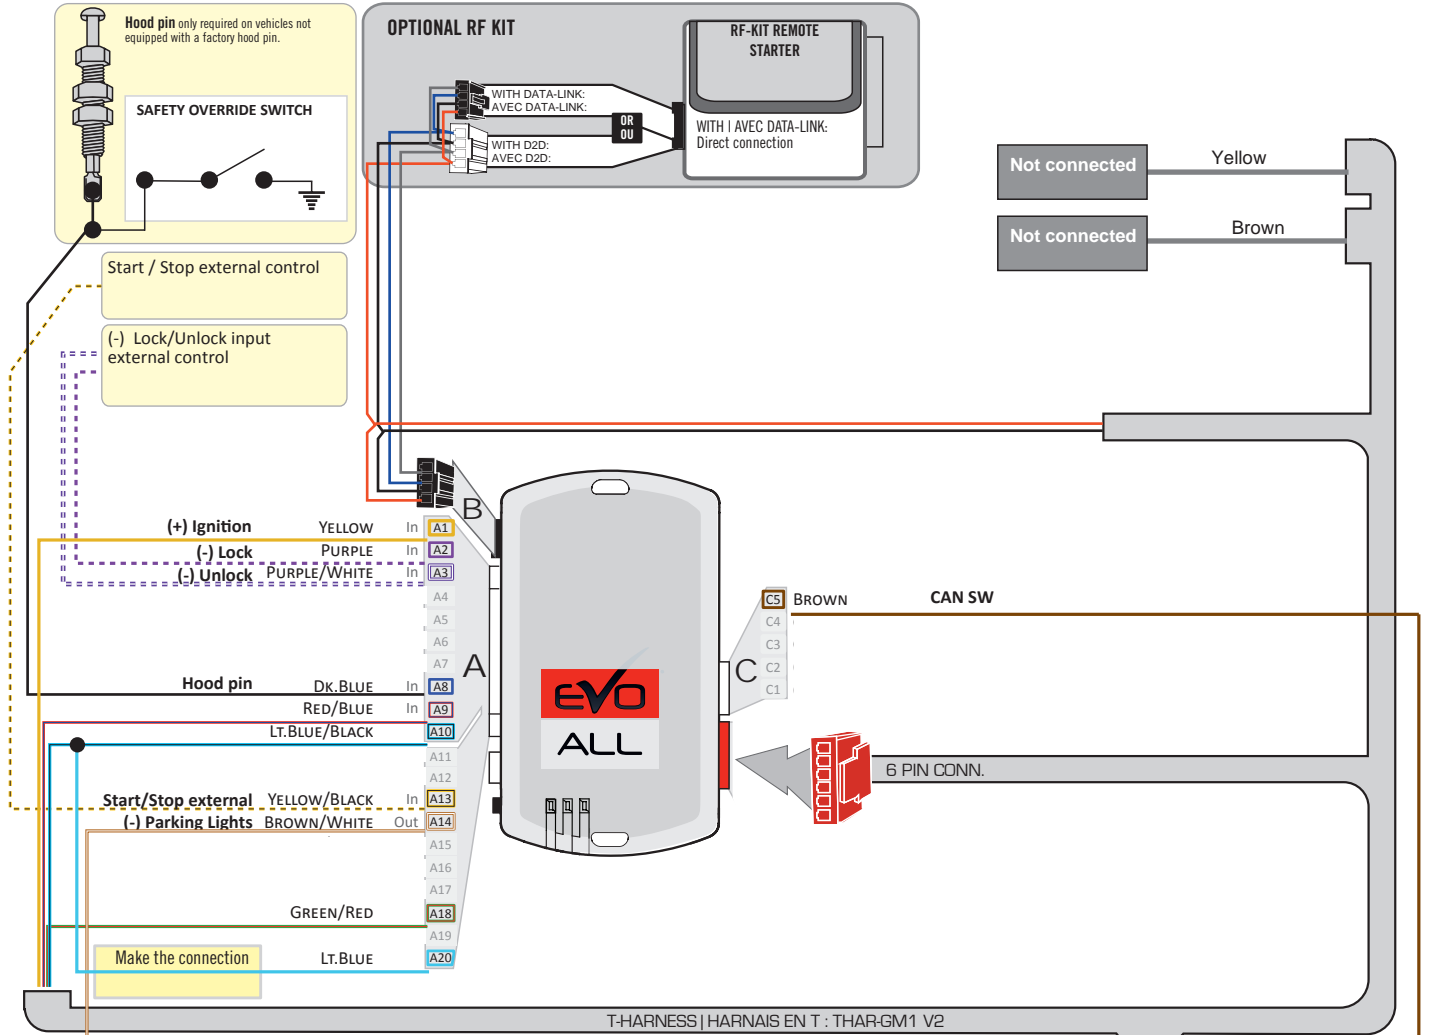 Hood pin only required on vehicles not
equipped with a factory hood pin.
SAFETY OVERRIDE SWITCH
OPTIONAL RF KIT
RF-KIT REMOTE
STARTER
WITH DATA-LINK:
AVEC DATA-LINK:
OR
OU
WITH D2D:
AVEC D2D:
WITH | AVEC DATA-LINK:
Direct connection
Not connected
Yellow
Not connected
Brown
Start / Stop external control
(-) Lock/Unlock input
external control
B
(+) Ignition YELLOW In A1
(-) Lock PURPLE In A2
(-) Unlock PURPLE/WHITE In A3
A4
A5
A6
A7
A
Hood pin DK.BLUE In A8
RED/BLUE In A9
LT.BLUE/BLACK A10
A11
A12
Start/Stop external YELLOW/BLACK In A13
(-) Parking Lights BROWN/WHITE Out A14
A15
A16
A17
GREEN/RED A18
A19
Make the connection LT.BLUE A20
EVO
ALL
C
C5 BROWN CAN SW
C4
C3
C2
C1
6 PIN CONN.
T-HARNESS | HARNAIS EN T : THAR-GM1 V2